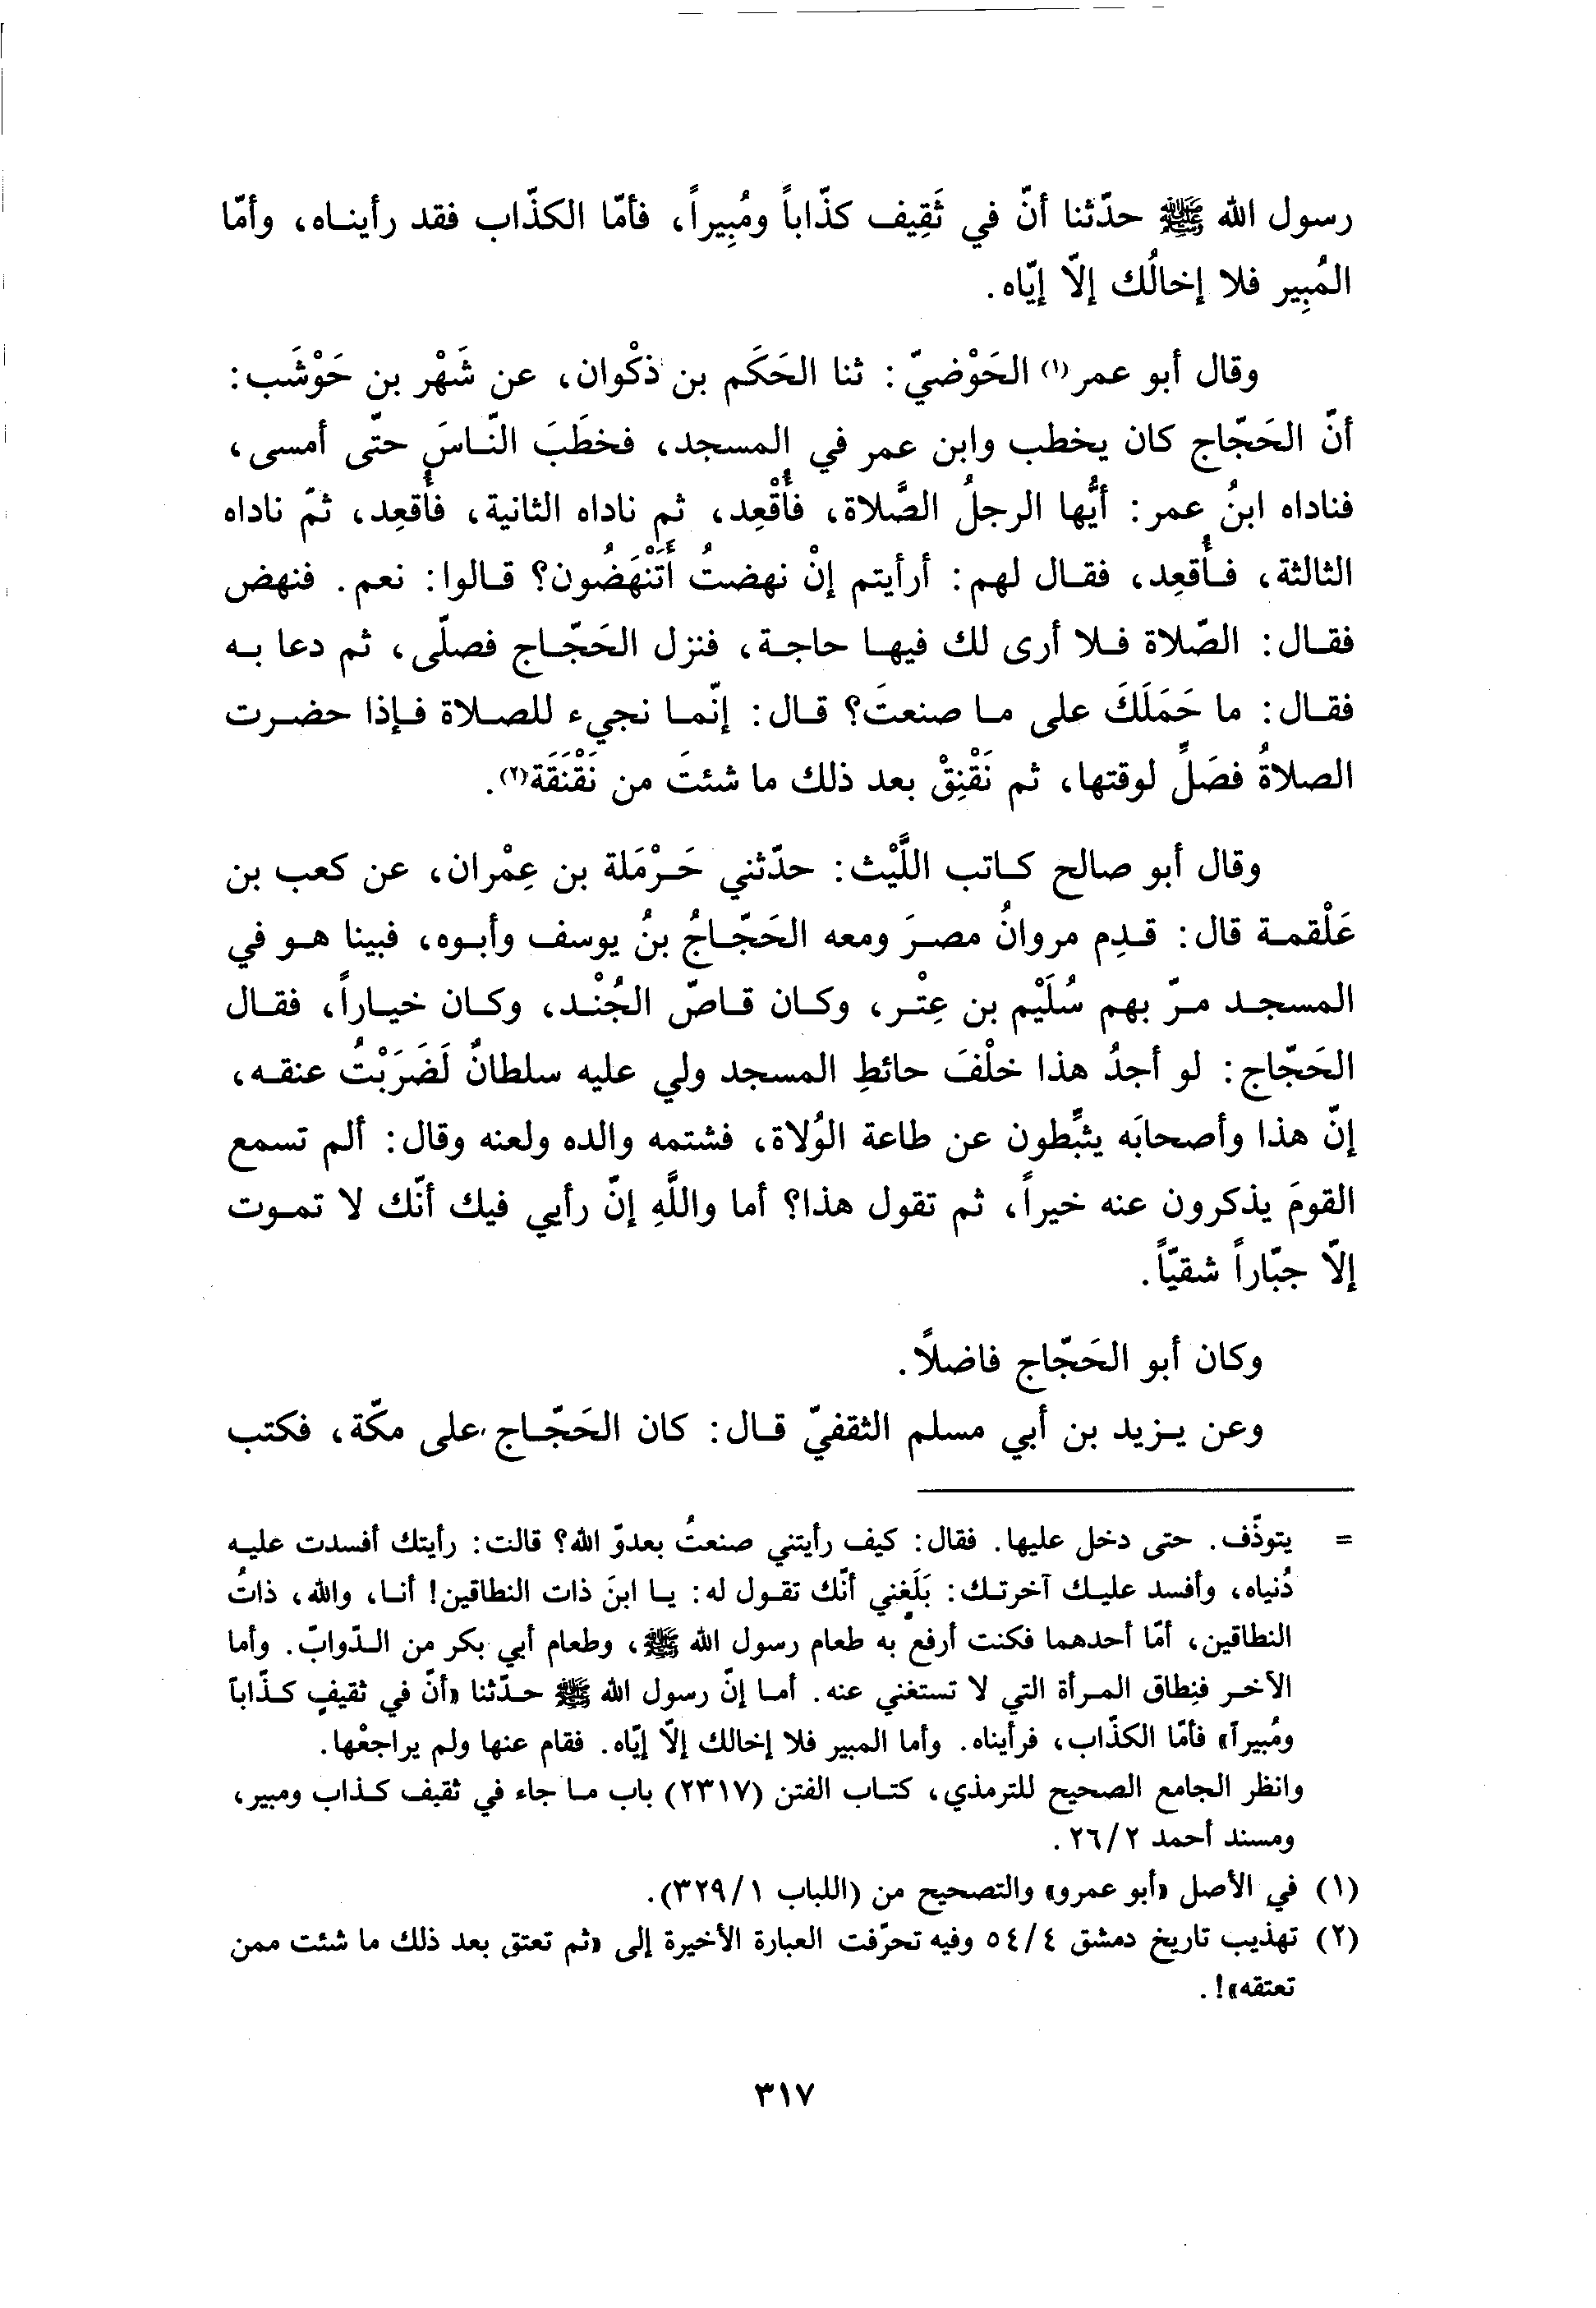 رسول الله ﷺ حدّثنا أنّ في ثَقِيف كذّاباً ومُبِيراً، فأمّا الكذّاب فقد رأيناه، وأمّا
المُبِير فلا إخالُك إلّا إيّاه.
وقال أبو عمر(١) الحَوْضيّ: ثنا الحَكَم بن ذكْوان، عن شَهْر بن حَوْشَب:
أنّ الحَجّاج كان يخطب وابن عمر في المسجد، فخطَبَ النّاسَ حتّى أمسى،
فناداه ابنُ عمر: أيُّها الرجلُ الصَّلاة، فأُقْعِد، ثم ناداه الثانية، فأُقعِد، ثمّ ناداه
الثالثة، فأُقعِد، فقال لهم: أرأيتم إنْ نهضتُ أَتَنْهَضُون؟ قالوا: نعم. فنهض
فقال: الصّلاة فلا أرى لك فيها حاجة، فنزل الحَجّاج فصلّى، ثم دعا به
فقال: ما حَمَلَكَ على ما صنعتَ؟ قال: إنّما نجيء للصلاة فإذا حضرت
الصلاةُ فصَلِّ لوقتها، ثم نَقْنِقْ بعد ذلك ما شئتَ من نَقْنَقَة(٢).
وقال أبو صالح كاتب اللَّيْث: حدّثني حَرْمَلة بن عِمْران، عن كعب بن
عَلْقمة قال: قدِم مروانُ مصرَ ومعه الحَجّاجُ بنُ يوسف وأبوه، فبينا هو في
المسجد مرّ بهم سُلَيْم بن عِتْر، وكان قاصّ الجُنْد، وكان خياراً، فقال
الحَجّاج: لو أجدُ هذا خلْفَ حائطِ المسجد ولي عليه سلطانٌ لَضَرَبْتُ عنقه،
إنّ هذا وأصحابَه يثبِّطون عن طاعة الوُلاة، فشتمه والده ولعنه وقال: ألم تسمع
القومَ يذكرون عنه خيراً، ثم تقول هذا؟ أما واللَّهِ إنّ رأيي فيك أنّك لا تموت
إلّا جبّاراً شقيّاً.
وكان أبو الحَجّاج فاضلاً.
وعن يزيد بن أبي مسلم الثقفيّ قال: كان الحَجّاج على مكّة، فكتب
= يتوذّف. حتى دخل عليها. فقال: كيف رأيتني صنعتُ بعدوّ الله؟ قالت: رأيتك أفسدت عليه
دُنياه، وأفسد عليك آخرتك: بَلَغني أنّك تقول له: يا ابنَ ذات النطاقين! أنا، والله، ذاتُ
النطاقين، أمّا أحدهما فكنت أرفع به طعام رسول الله ﷺ، وطعام أبي بكر من الدّوابّ. وأما
الآخر فنِطاق المرأة التي لا تستغني عنه. أما إنّ رسول الله ﷺ حدّثنا «أنّ في ثقيفٍ كذّاباً
ومُبيراً» فأمّا الكذّاب، فرأيناه. وأما المبير فلا إخالك إلّا إيّاه. فقام عنها ولم يراجعْها.
وانظر الجامع الصحيح للترمذي، كتاب الفتن (٢٣١٧) باب ما جاء في ثقيف كذاب ومبير،
ومسند أحمد ٢٦/٢.
(١) في الأصل «أبو عمرو» والتصحيح من (اللباب ٣٢٩/١).
(٢) تهذيب تاريخ دمشق ٥٤/٤ وفيه تحرّفت العبارة الأخيرة إلى «ثم تعتق بعد ذلك ما شئت ممن
تعتقه»!.
٣١٧